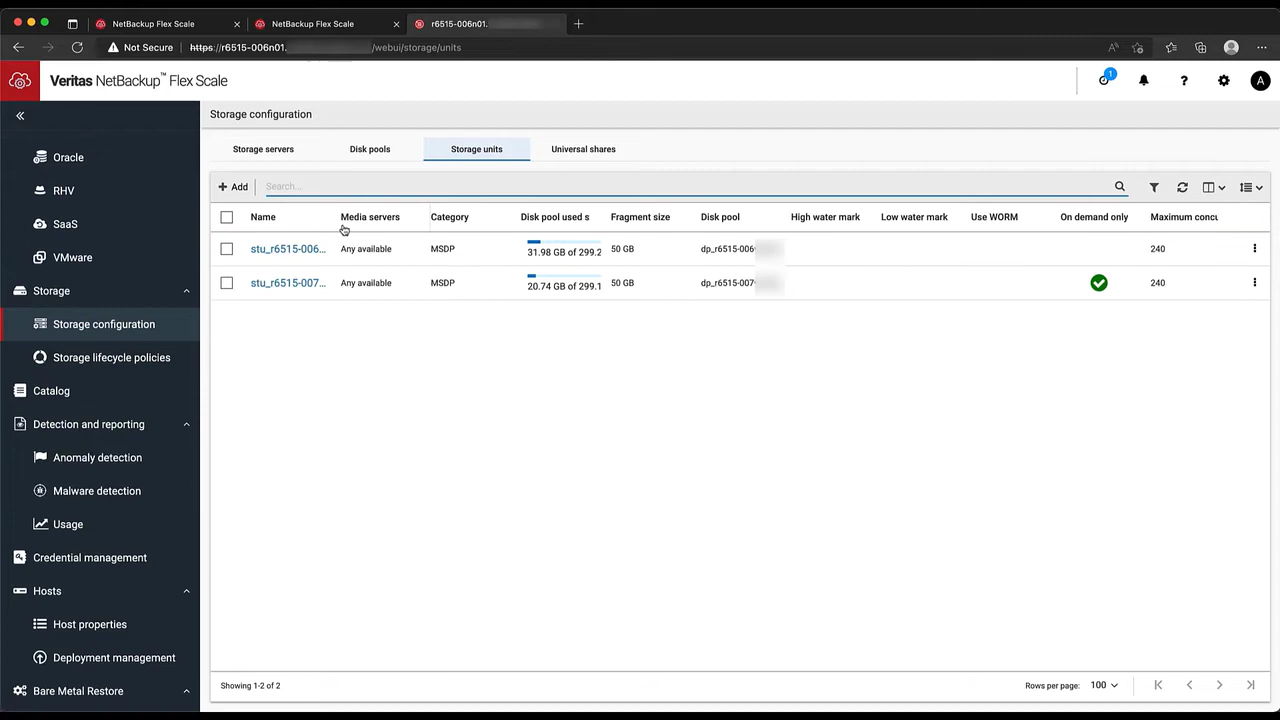 NetBackup Flex Scale
NetBackup Flex Scale
r6515-006n01.
Not Secure
https://r6515-006n01. /webui/storage/units
Veritas NetBackup™ Flex Scale
1
A
Oracle
RHV
SaaS
VMware
Storage
Storage configuration
Storage lifecycle policies
Catalog
Detection and reporting
Anomaly detection
Malware detection
Usage
Credential management
Hosts
Host properties
Deployment management
Bare Metal Restore
Storage configuration
Storage servers Disk pools Storage units Universal shares
+ Add Search...
Name Media servers Category Disk pool used s Fragment size Disk pool High water mark Low water mark Use WORM On demand only Maximum concu
stu_r6515-006... Any available MSDP 31.98 GB of 299.2 50 GB dp_r6515-006 240
stu_r6515-007... Any available MSDP 20.74 GB of 299.1 50 GB dp_r6515-007 240
Showing 1-2 of 2 Rows per page: 100